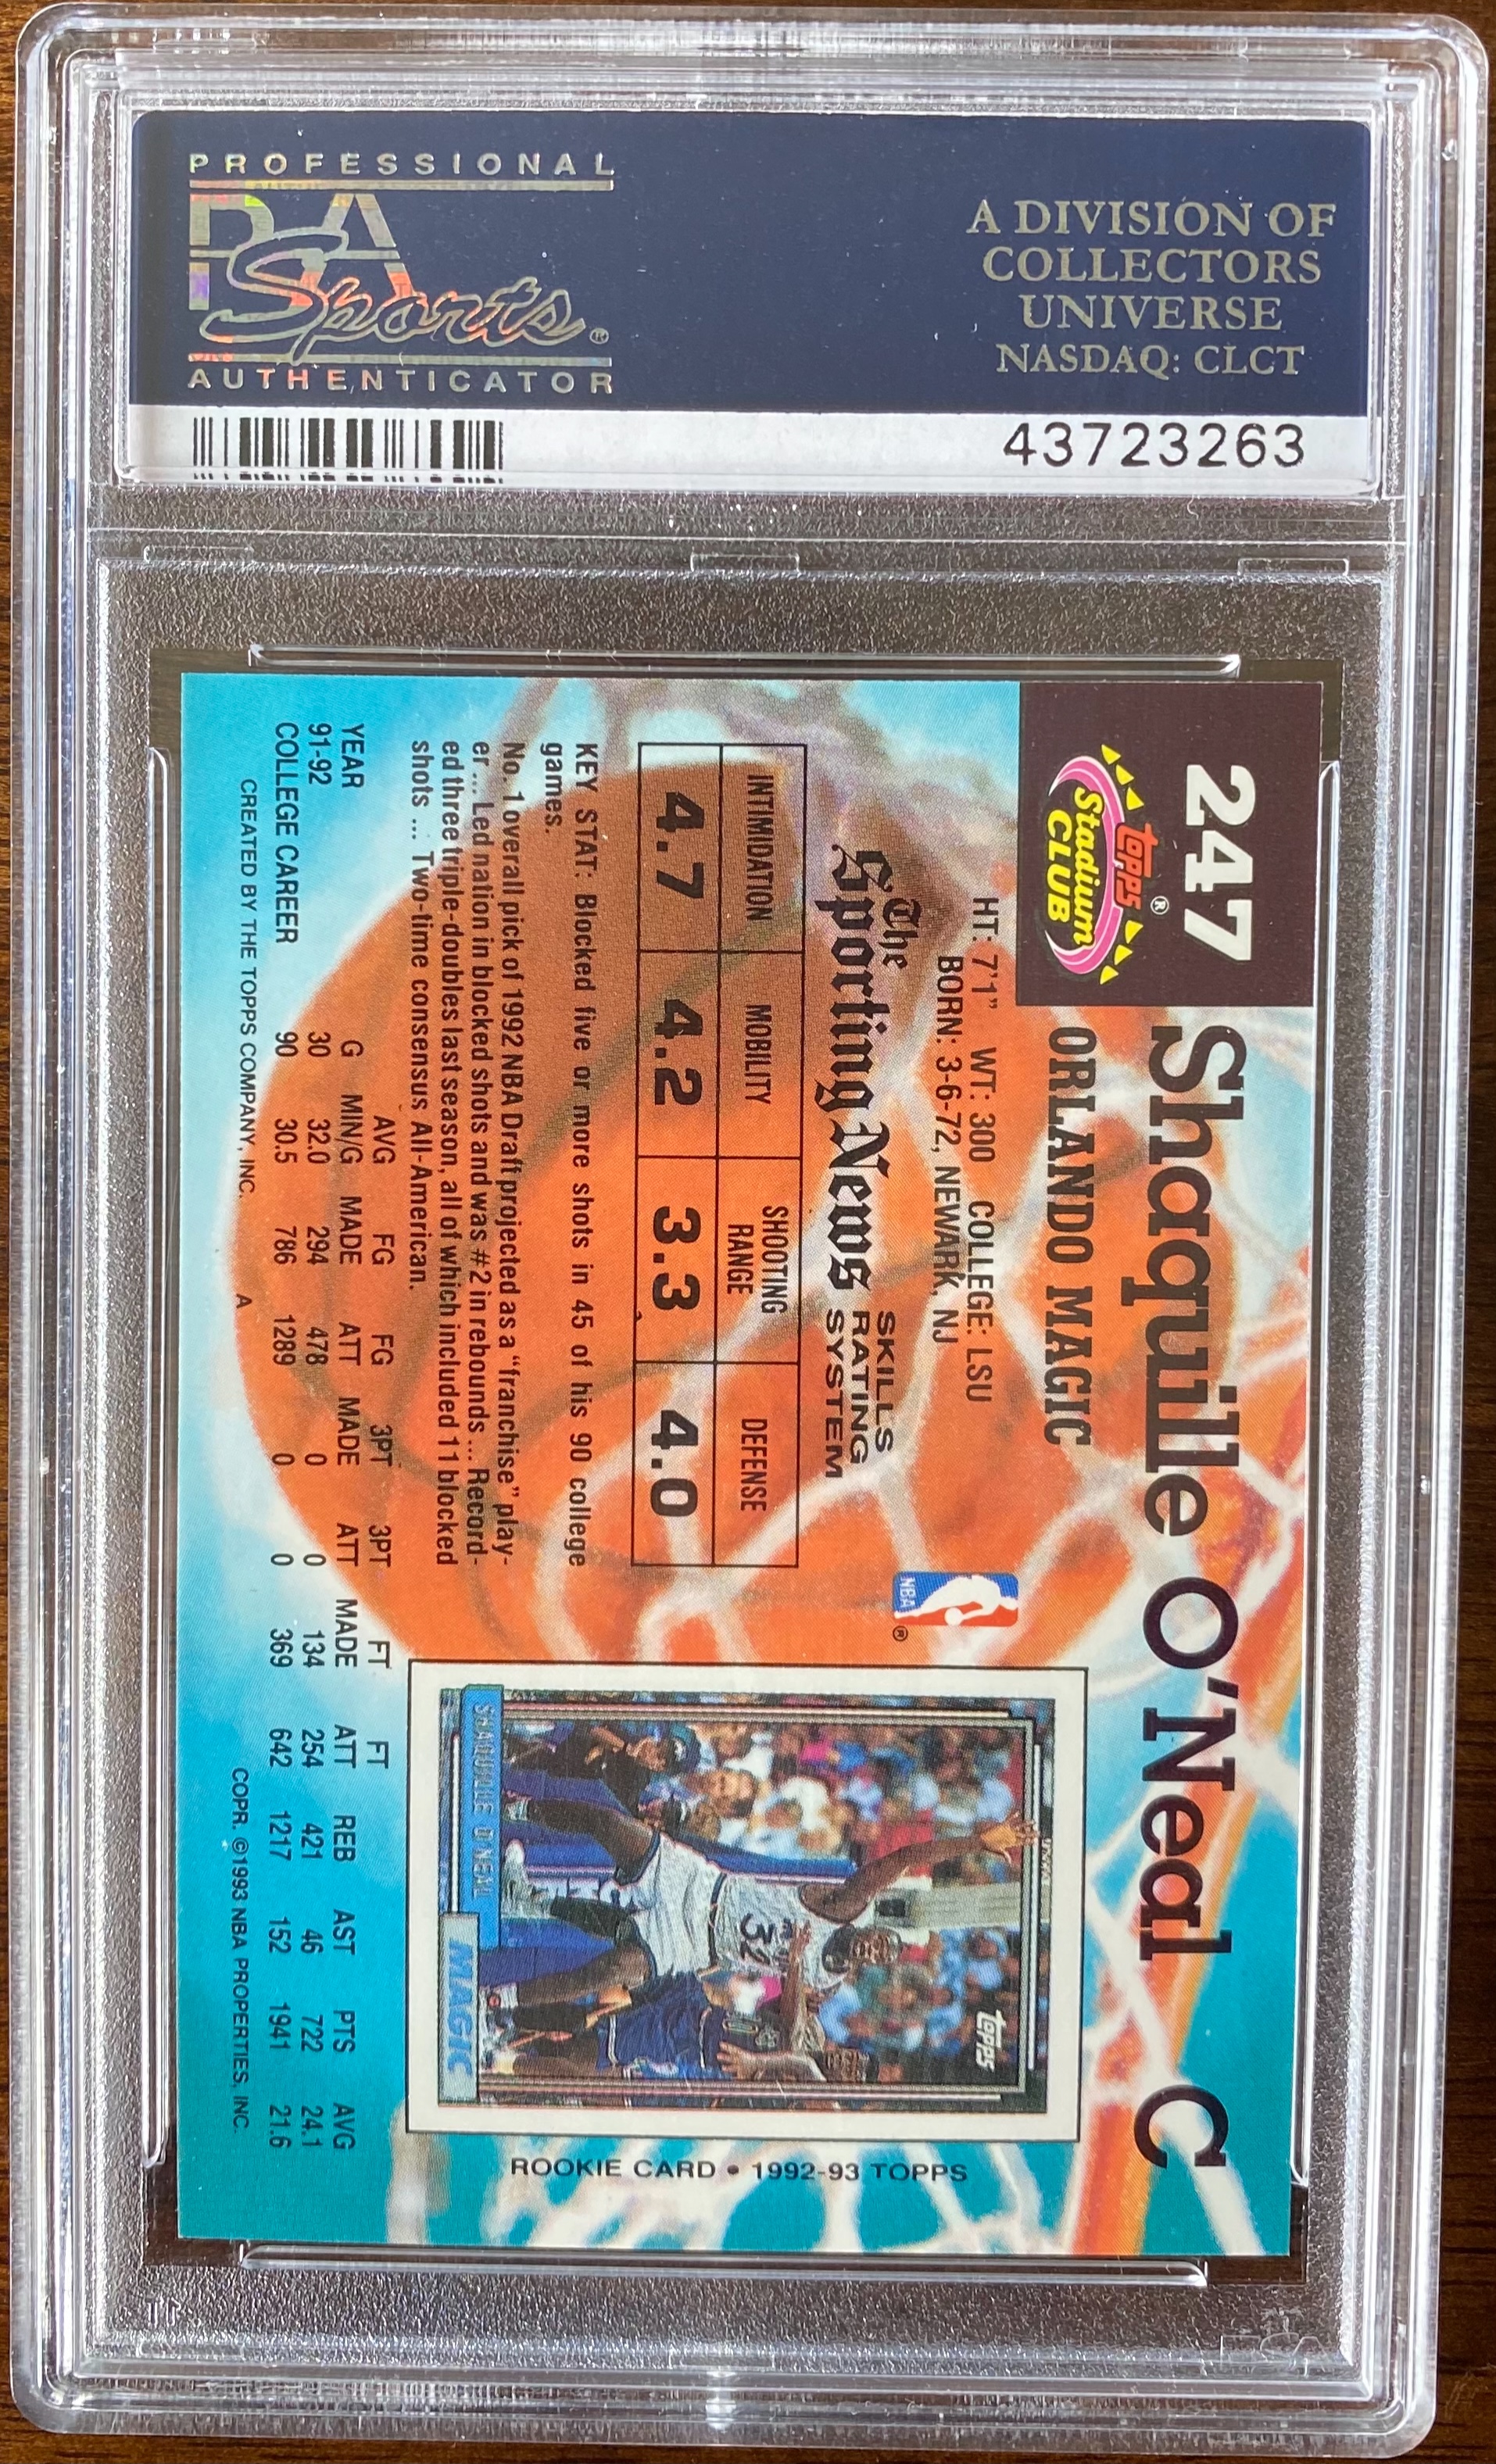 PROFESSIONAL
PSA
Sports®
AUTHENTICATOR
A DIVISION OF
COLLECTORS
UNIVERSE
NASDAQ: CLCT
43723263
247
TOPPS®
Stadium
CLUB
Shaquille O'Neal C
ORLANDO MAGIC
HT: 7'1" WT: 300 COLLEGE: LSU
BORN: 3-6-72, NEWARK, NJ
The
Sporting News
SKILLS
RATING
SYSTEM
NBA®
INTIMIDATION MOBILITY SHOOTING RANGE DEFENSE
4.7 4.2 3.3 4.0
KEY STAT: Blocked five or more shots in 45 of his 90 college
games.
No. 1 overall pick of 1992 NBA Draft projected as a "franchise" play-
er ... Led nation in blocked shots and was #2 in rebounds ... Record-
ed three triple-doubles last season, all of which included 11 blocked
shots ... Two-time consensus All-American.
AVG FG FG 3PT 3PT FT FT
YEAR G MIN/G MADE ATT MADE ATT MADE ATT REB AST PTS AVG
91-92 30 32.0 294 478 0 0 134 254 421 46 722 24.1
COLLEGE CAREER 90 30.5 786 1289 0 0 369 642 1217 152 1941 21.6
CREATED BY THE TOPPS COMPANY, INC. A COPR. ©1993 NBA PROPERTIES, INC.
TOPPS
32
SHAQUILLE O'NEAL
MAGIC
ROOKIE CARD • 1992-93 TOPPS
PSA